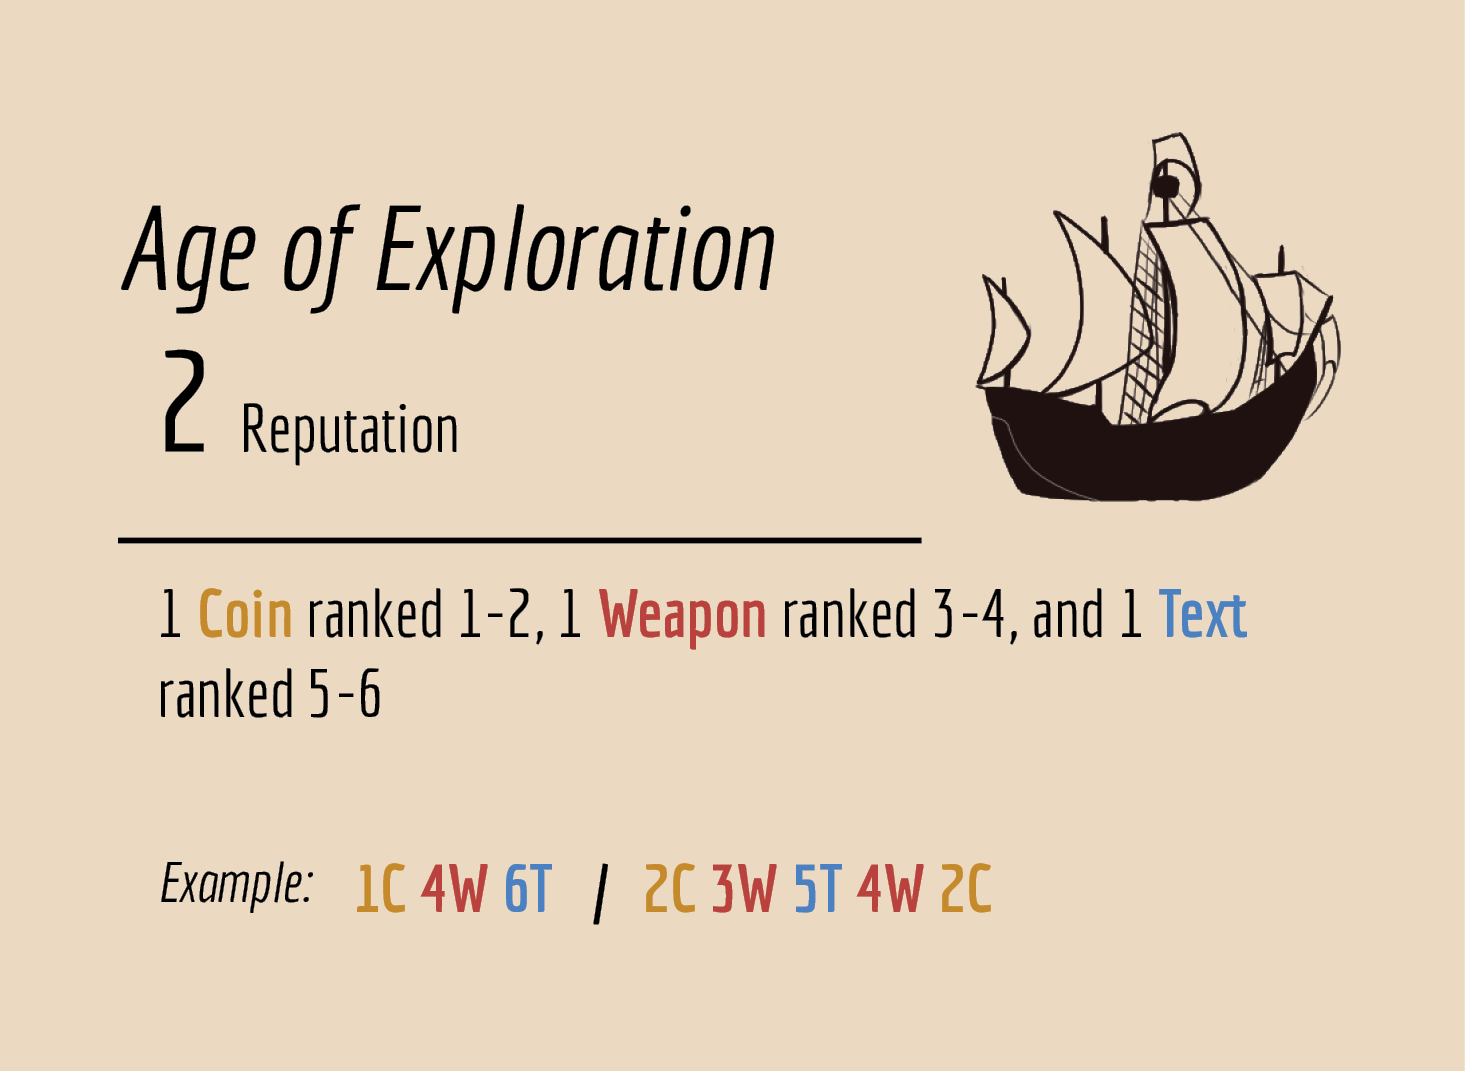 Age of Exploration
2 Reputation
1 Coin ranked 1-2, 1 Weapon ranked 3-4, and 1 Text
ranked 5-6
Example: 1C 4W 6T / 2C 3W 5T 4W 2C